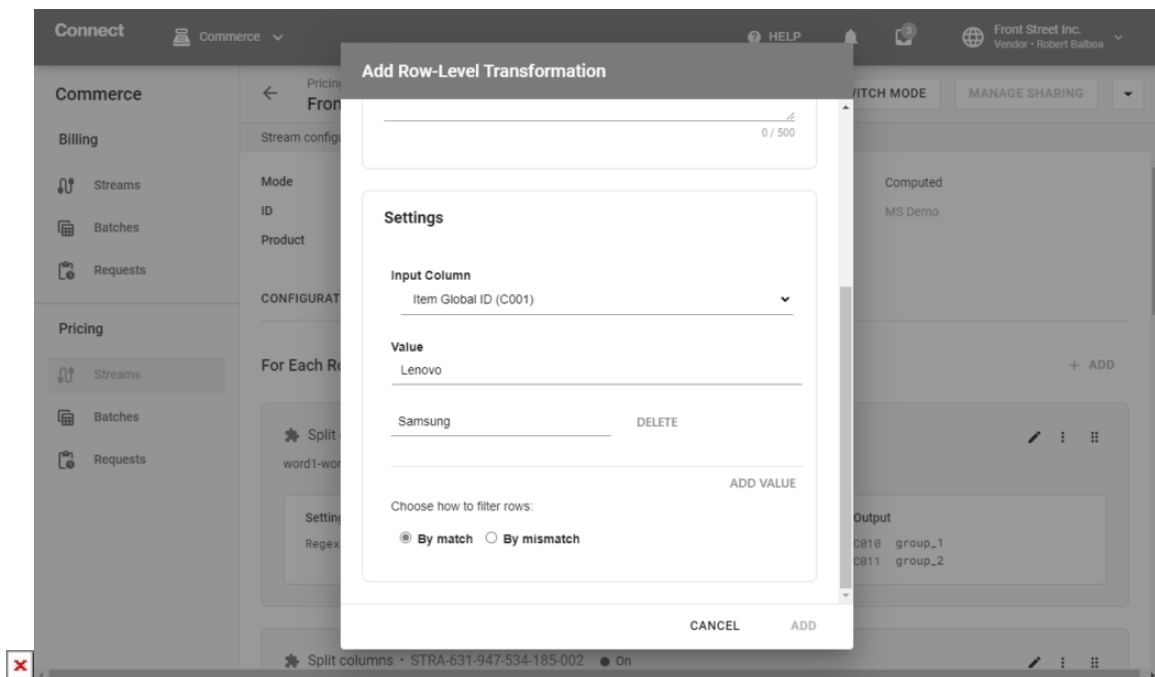 Connect
Commerce
HELP
3
Front Street Inc.
Vendor • Robert Balboa
Commerce
Billing
Streams
Batches
Requests
Pricing
Streams
Batches
Requests
Pricing
Fron
ITCH MODE
MANAGE SHARING
Stream config
Mode
Computed
ID
MS Demo
Product
CONFIGURAT
For Each Ro
+ ADD
Split
word1-wor
Setting
Output
Regex
C010 group_1
C011 group_2
Split columns • STRA-631-947-534-185-002 On
Add Row-Level Transformation
0 / 500
Settings
Input Column
Item Global ID (C001)
Value
Lenovo
Samsung DELETE
ADD VALUE
Choose how to filter rows:
By match By mismatch
CANCEL ADD